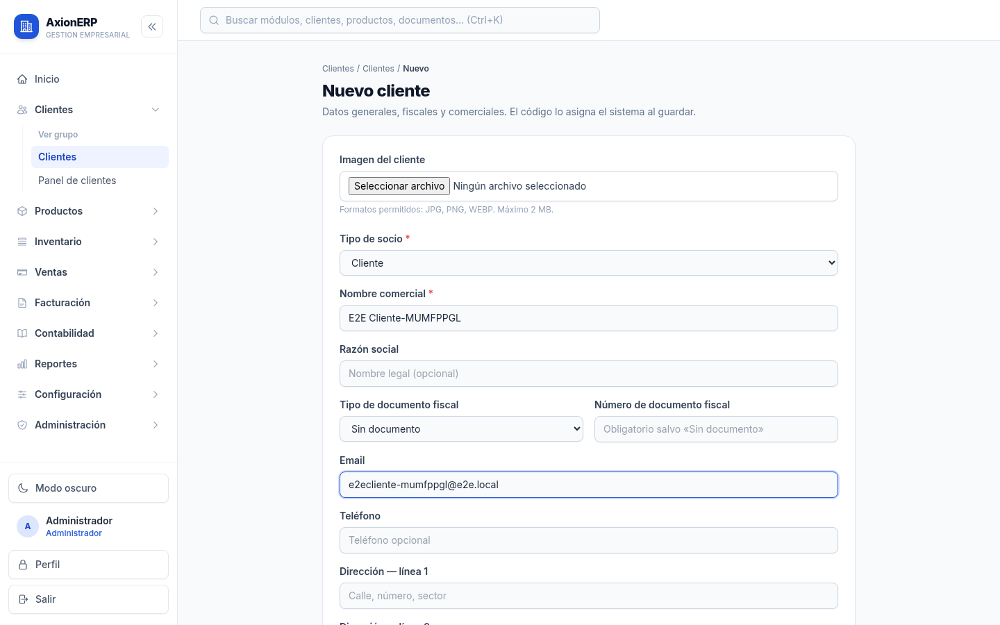 AxionERP
GESTIÓN EMPRESARIAL
Buscar módulos, clientes, productos, documentos... (Ctrl+K)
Inicio
Clientes
Ver grupo
Clientes
Panel de clientes
Productos
Inventario
Ventas
Facturación
Contabilidad
Reportes
Configuración
Administración
Modo oscuro
A
Administrador
Administrador
Perfil
Salir
Clientes / Clientes / Nuevo
Nuevo cliente
Datos generales, fiscales y comerciales. El código lo asigna el sistema al guardar.
Imagen del cliente
Seleccionar archivo Ningún archivo seleccionado
Formatos permitidos: JPG, PNG, WEBP. Máximo 2 MB.
Tipo de socio *
Cliente
Nombre comercial *
E2E Cliente-MUMFPPGL
Razón social
Nombre legal (opcional)
Tipo de documento fiscal
Sin documento
Número de documento fiscal
Obligatorio salvo «Sin documento»
Email
e2ecliente-mumfppgl@e2e.local
Teléfono
Teléfono opcional
Dirección — línea 1
Calle, número, sector